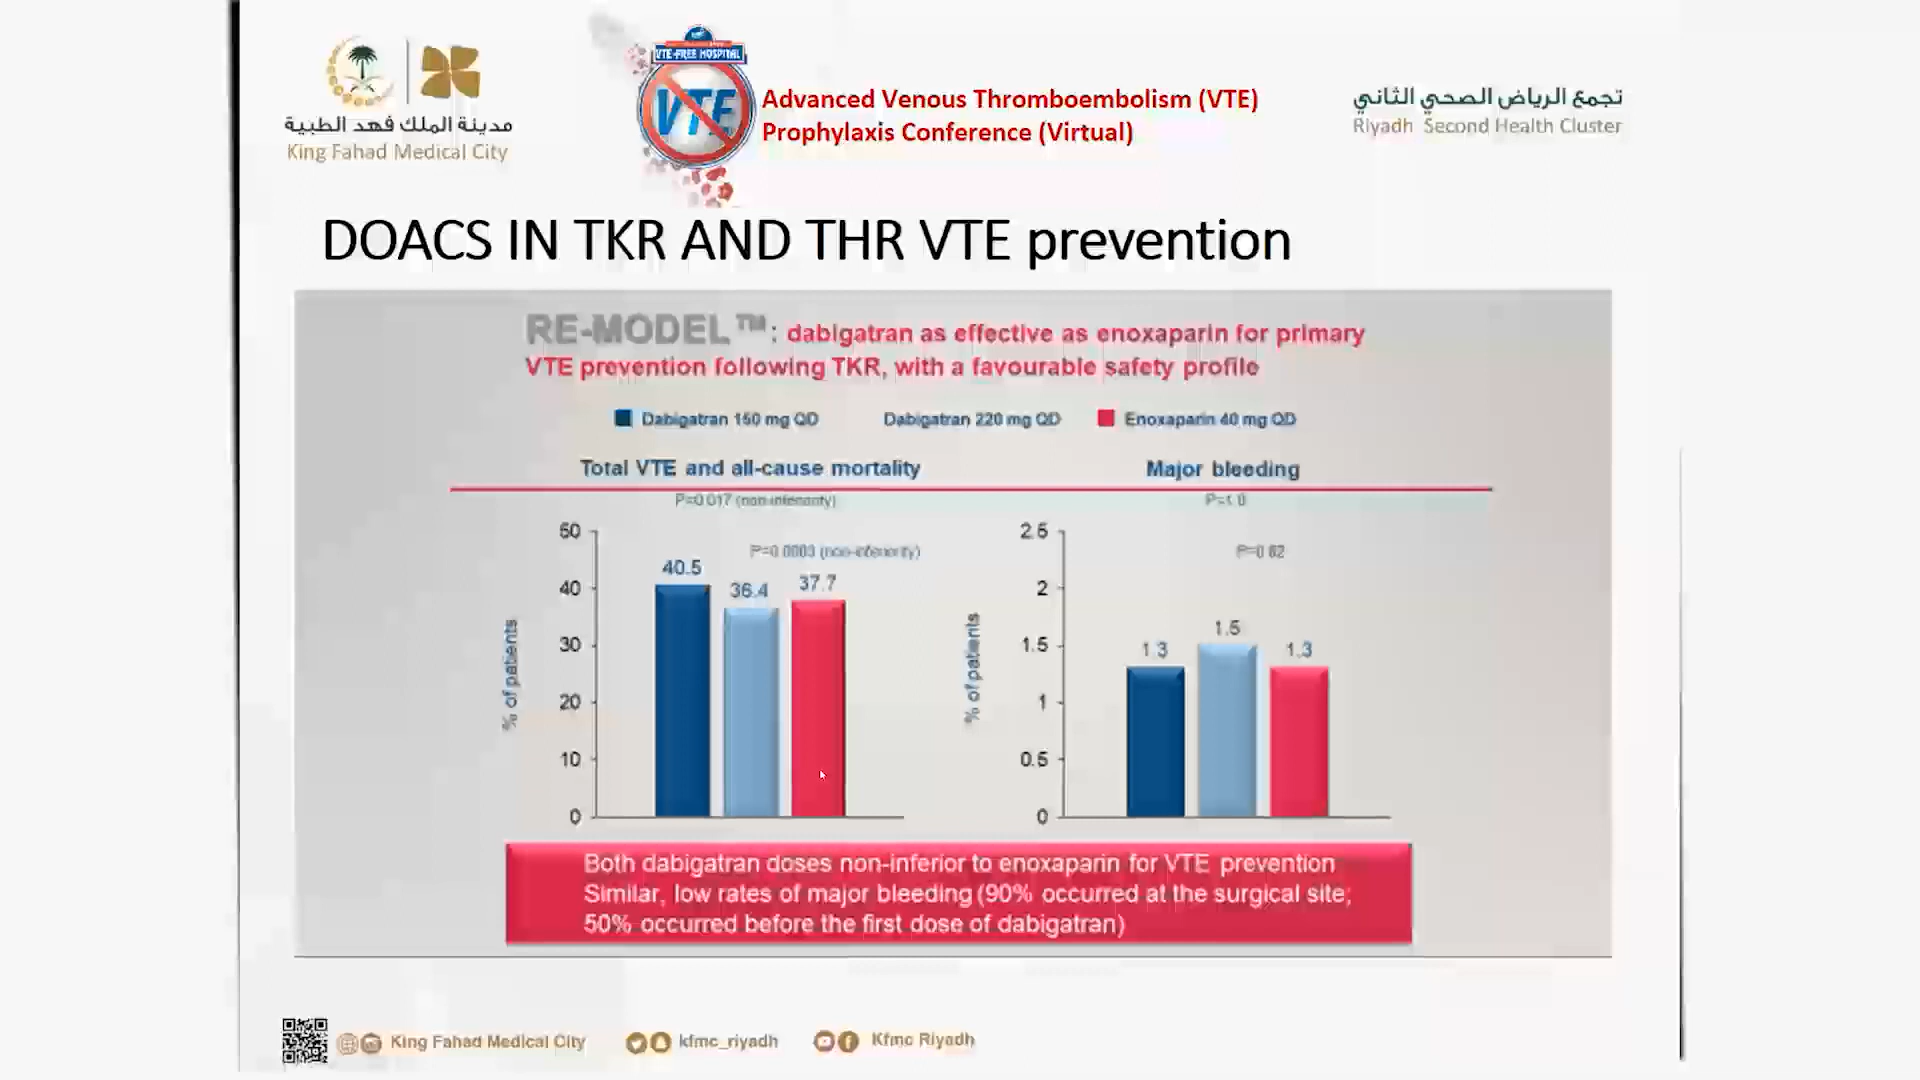 مدينة الملك فهد الطبية
King Fahad Medical City
VTE-FREE HOSPITAL
VTE
Advanced Venous Thromboembolism (VTE)
Prophylaxis Conference (Virtual)
تجمع الرياض الصحي الثاني
Riyadh Second Health Cluster
DOACS IN TKR AND THR VTE prevention
RE-MODEL™: dabigatran as effective as enoxaparin for primary
VTE prevention following TKR, with a favourable safety profile
Dabigatran 150 mg QD
Dabigatran 220 mg QD
Enoxaparin 40 mg QD
Total VTE and all-cause mortality
P=0.017 (non-inferiority)
P=0.0003 (non-inferiority)
% of patients
50
40
30
20
10
0
40.5
36.4
37.7
Major bleeding
P=1.0
P=0.82
% of patients
2.5
2
1.5
1
0.5
0
1.3
1.5
1.3
Both dabigatran doses non-inferior to enoxaparin for VTE prevention
Similar, low rates of major bleeding (90% occurred at the surgical site;
50% occurred before the first dose of dabigatran)
King Fahad Medical City
kfmc_riyadh
Kfmc Riyadh